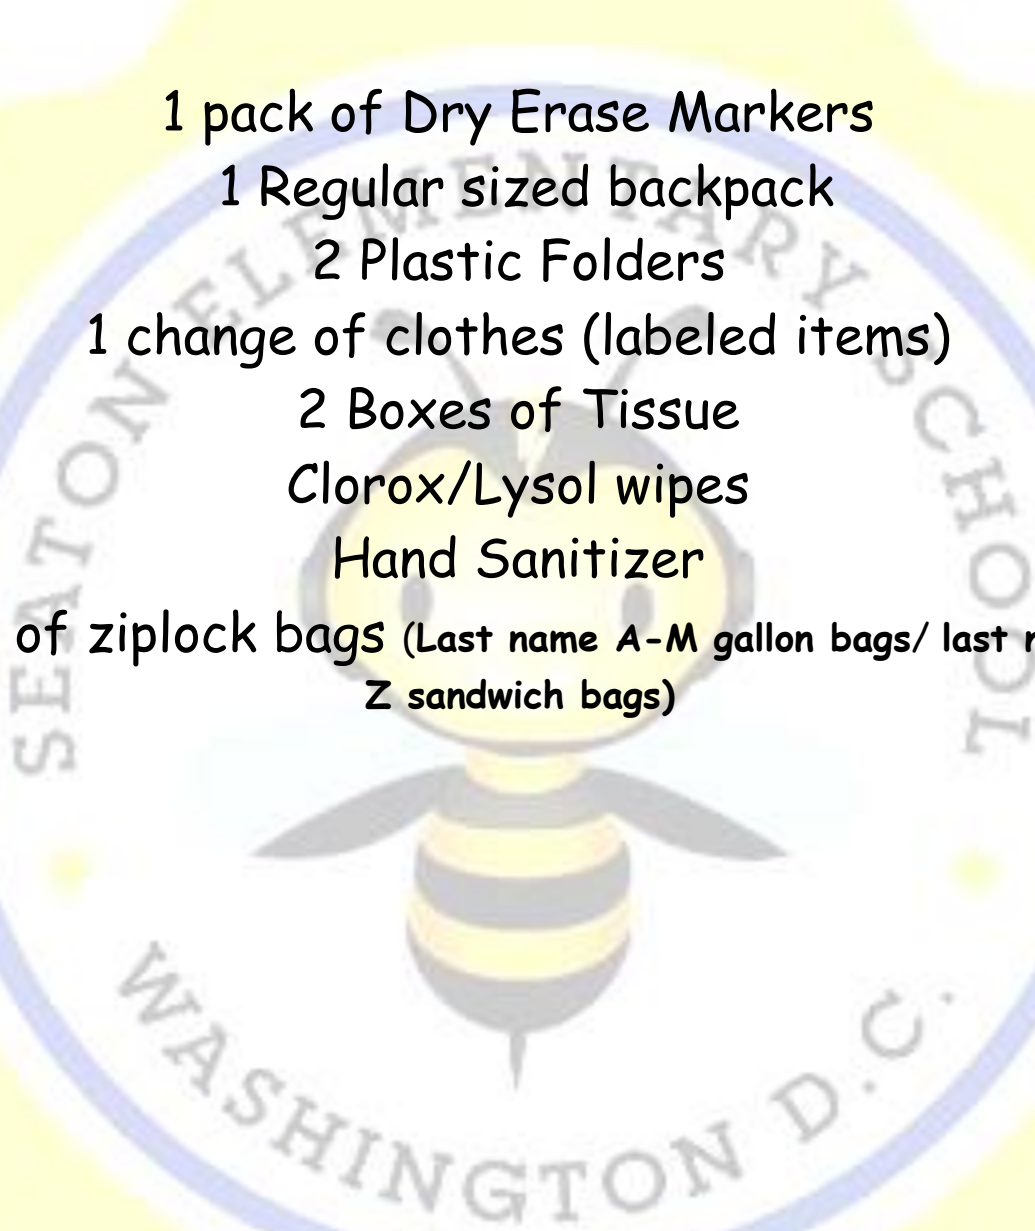 1 pack of Dry Erase Markers
1 Regular sized backpack
2 Plastic Folders
1 change of clothes (labeled items)
2 Boxes of Tissue
Clorox/Lysol wipes
Hand Sanitizer
of ziplock bags (Last name A-M gallon bags/ last
Z sandwich bags)
SEATON ELEMENTARY SCHOOL
WASHINGTON D.C.